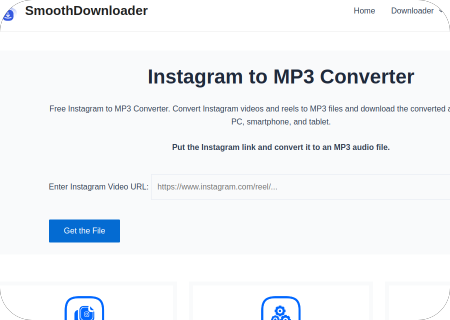 SmoothDownloader
Home Downloader
Instagram to MP3 Converter
Free Instagram to MP3 Converter. Convert Instagram videos and reels to MP3 files and download the converted
PC, smartphone, and tablet.
Put the Instagram link and convert it to an MP3 audio file.
Enter Instagram Video URL: https://www.instagram.com/reel/...
Get the File